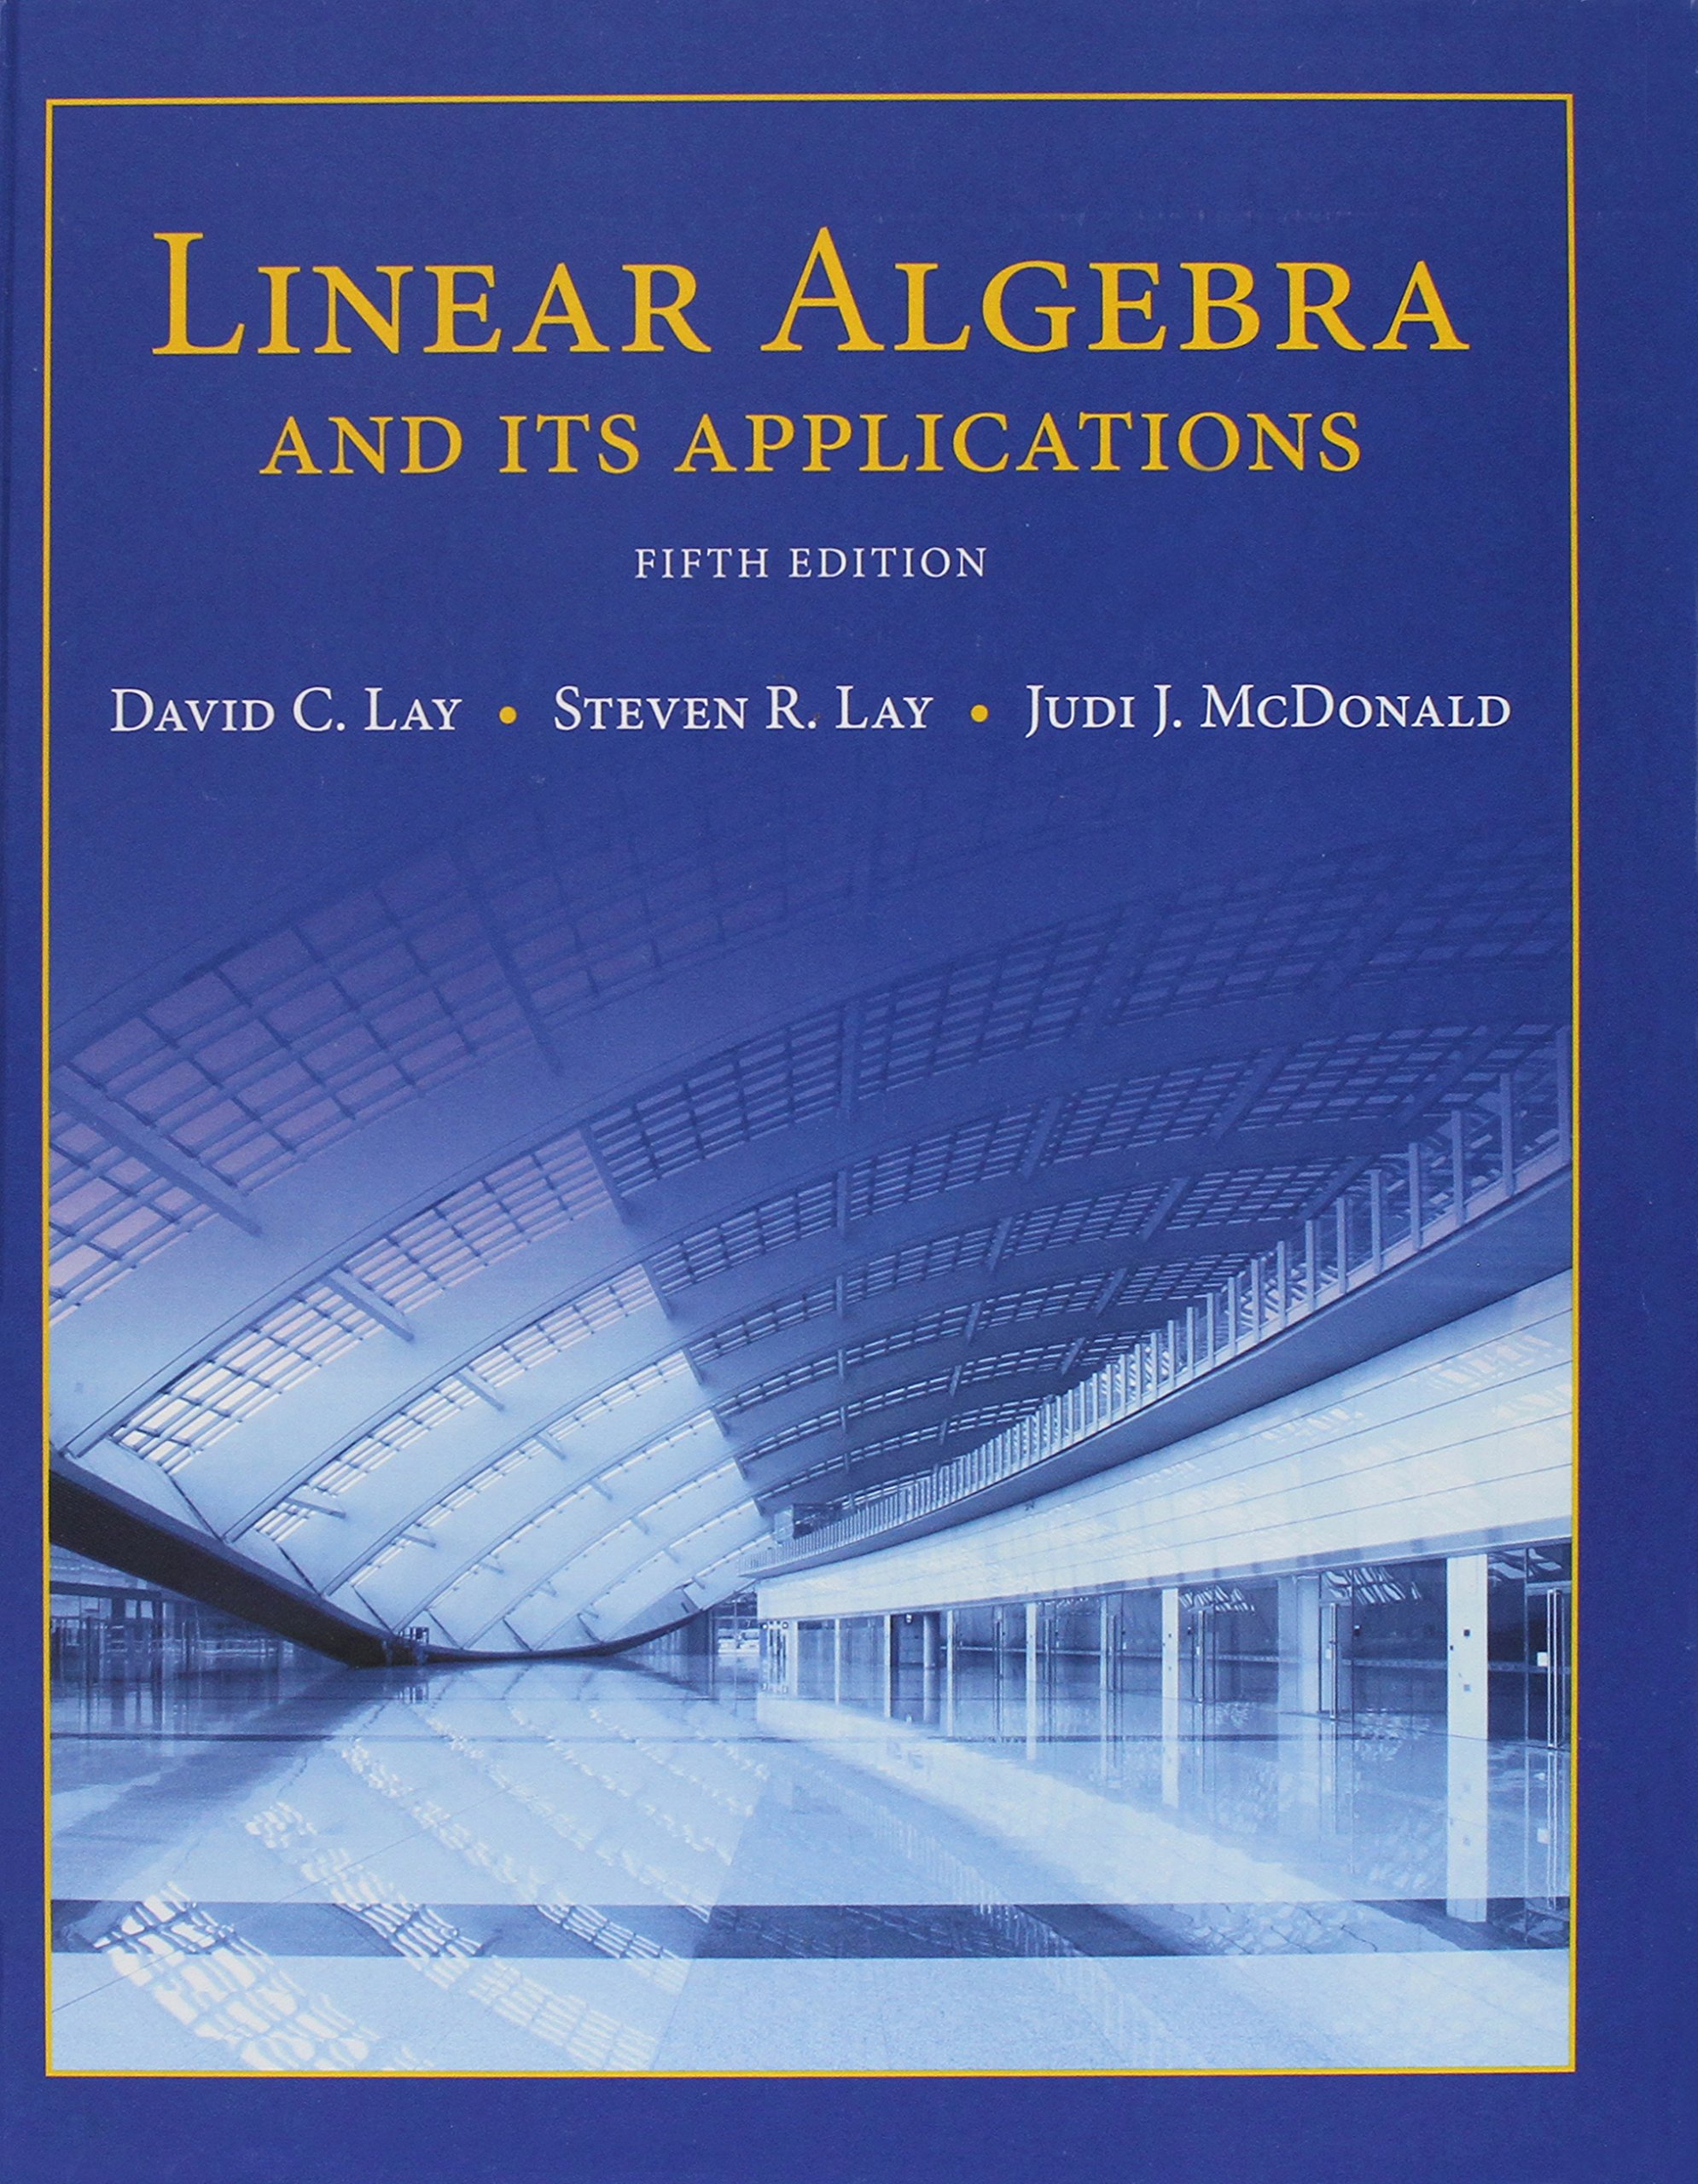 LINEAR ALGEBRA
AND ITS APPLICATIONS
FIFTH EDITION
DAVID C. LAY • STEVEN R. LAY • JUDI J. MCDONALD